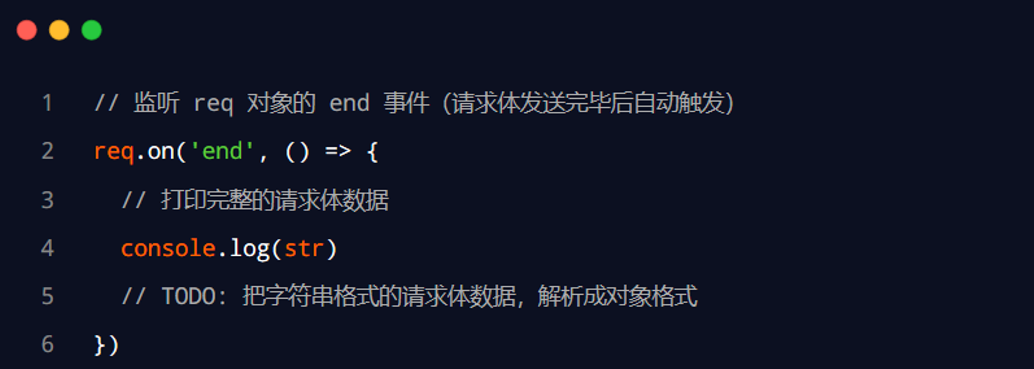 1 // 监听 req 对象的 end 事件（请求体发送完毕后自动触发）
2 req.on('end', () => {
3 // 打印完整的请求体数据
4 console.log(str)
5 // TODO: 把字符串格式的请求体数据，解析成对象格式
6 })